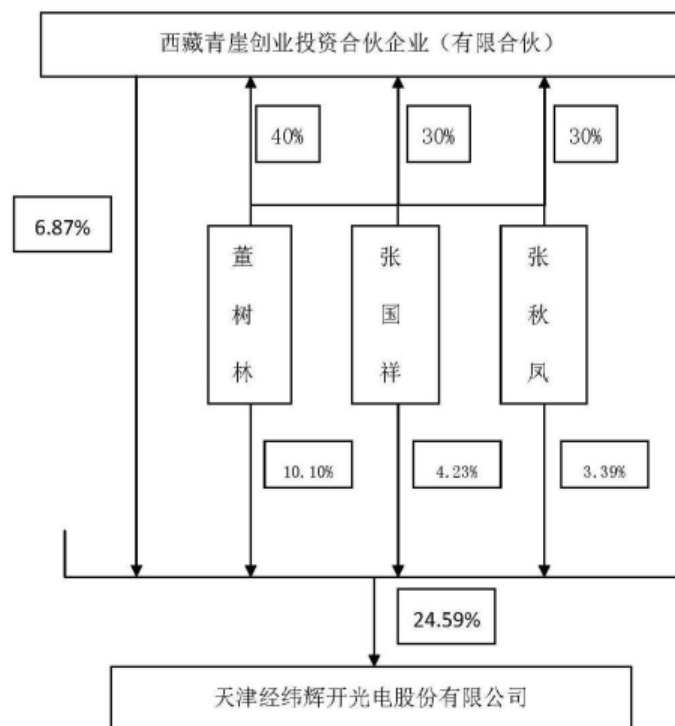 西藏青崖创业投资合伙企业（有限合伙）
40%
30%
30%
6.87%
董树林
张国祥
张秋凤
10.10%
4.23%
3.39%
24.59%
天津经纬辉开光电股份有限公司